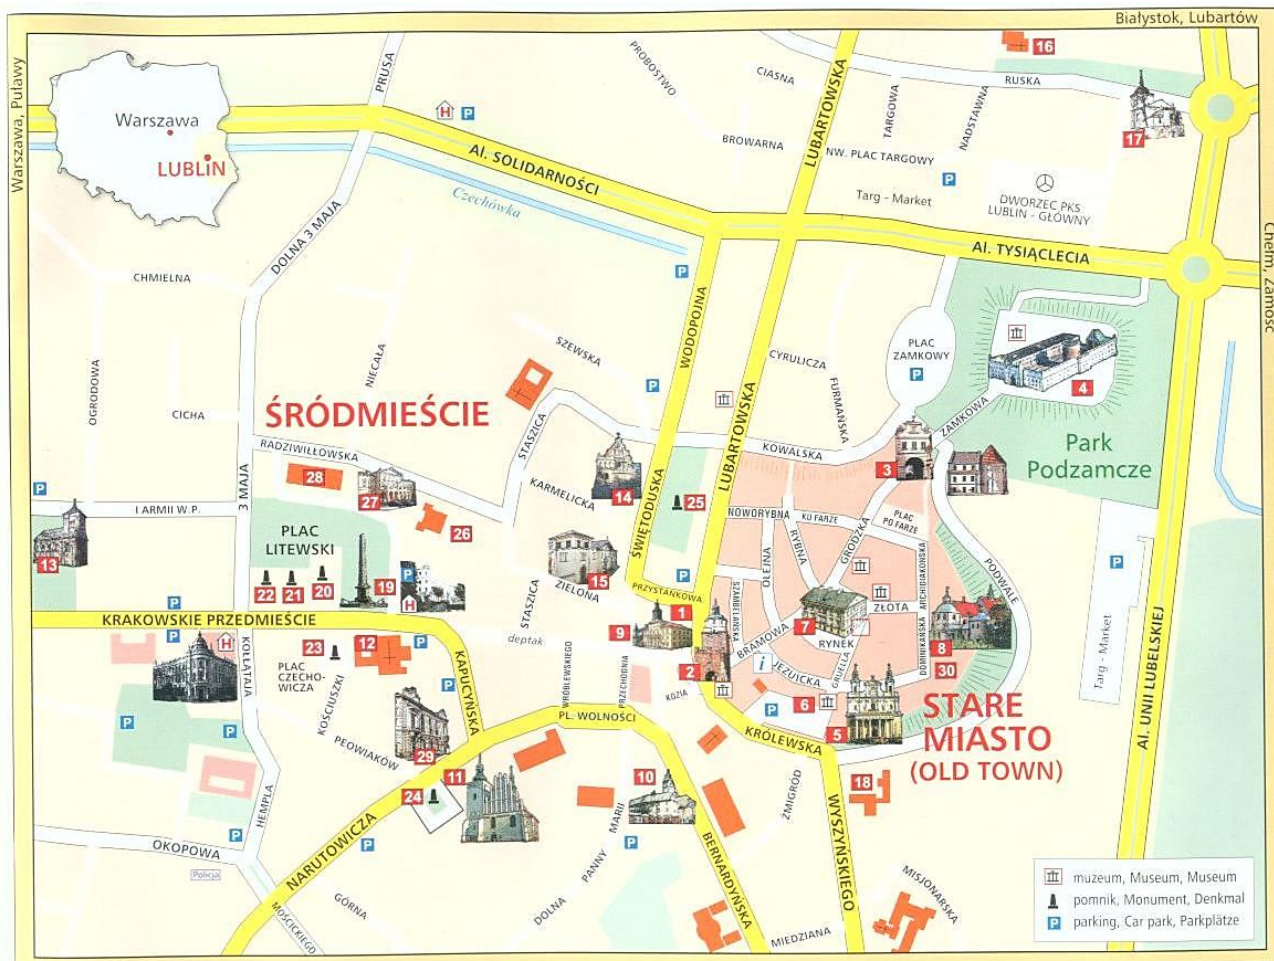 Białystok, Lubartów
Warszawa, Puławy
Chełm, Zamość
Warszawa
LUBLIN
PRUSA
H
P
PROBOSTWO
CIASNA
LUBARTOWSKA
TARGOWA
NADSTAWNA
RUSKA
16
17
BROWARNA
NW. PLAC TARGOWY
P
Targ - Market
DWORZEC PKS
LUBLIN - GŁÓWNY
Al. SOLIDARNOŚCI
Czechówka
DOLNA 3 MAJA
Al. TYSIĄCLECIA
CHMIELNA
P
WODOPOJNA
SZEWSKA
P
CYRULICZA
FURMAŃSKA
PLAC
ZAMKOWY
P
4
OGRODOWA
CICHA
NIECAŁA
ŚRÓDMIEŚCIE
STASZICA
LUBARTOWSKA
KOWALSKA
ZAMKOWA
3
Park
Podzamcze
RADZIWIŁŁOWSKA
28
27
KARMELICKA
14
ŚWIĘTODUSKA
25
P
3 MAJA
I ARMII W.P.
13
PLAC
LITEWSKI
26
NOWORYBNA
KU FARZE
PLAC
PO FARZE
RYBNA
GRODZKA
OLEJNA
PODWALE
P
22
21
20
19
P
H
15
ZIELONA
STASZICA
P
PRZYSTANKOWA
SZAMBELAŃSKA
ARCHIDIAKOŃSKA
ZŁOTA
P
KRAKOWSKIE PRZEDMIEŚCIE
P
H
KOŁŁĄTAJA
23
12
P
deptak
9
1
2
BRAMOWA
7
RYNEK
8
30
DOMINIKAŃSKA
GRUELLA
JEZUICKA
i
PLAC
CZECHO-
WICZA
KOŚCIUSZKI
KAPUCYŃSKA
P
WRÓBLEWSKIEGO
PRZECHODNIA
KOZIA
6
5
P
STARE
MIASTO
(OLD TOWN)
Targ - Market
Al. UNII LUBELSKIEJ
PL. WOLNOŚCI
KRÓLEWSKA
PEOWIAKÓW
29
P
11
24
10
18
ŻMIGRÓD
WYSZYŃSKIEGO
HEMPLA
P
P
OKOPOWA
Policja
NARUTOWICZA
P
DOLNA PANNY MARII
P
BERNARDYŃSKA
GÓRNA
MOŚCICKIEGO
MIEDZIANA
MISJONARSKA
muzeum, Museum, Museum
pomnik, Monument, Denkmal
P parking, Car park, Parkplätze